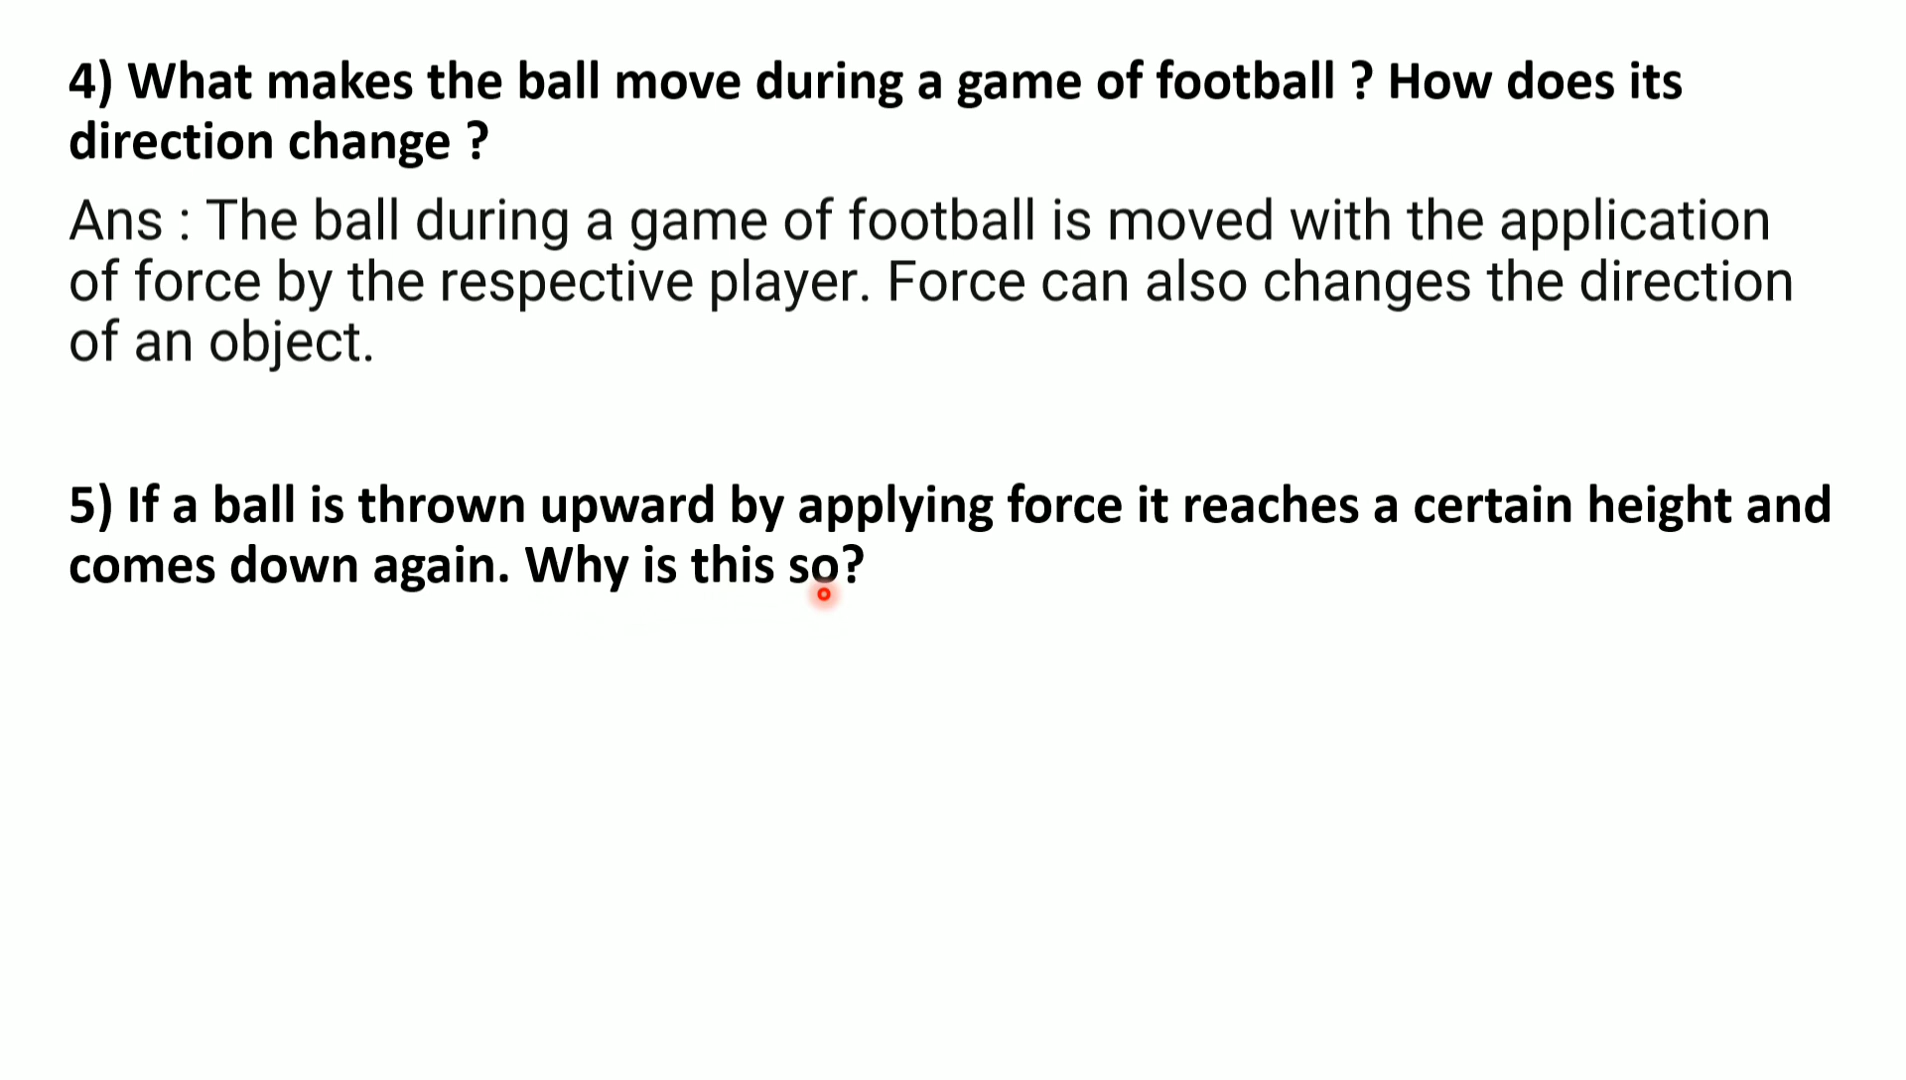 4) What makes the ball move during a game of football ? How does its
direction change ?
Ans : The ball during a game of football is moved with the application
of force by the respective player. Force can also changes the direction
of an object.
5) If a ball is thrown upward by applying force it reaches a certain height and
comes down again. Why is this so?